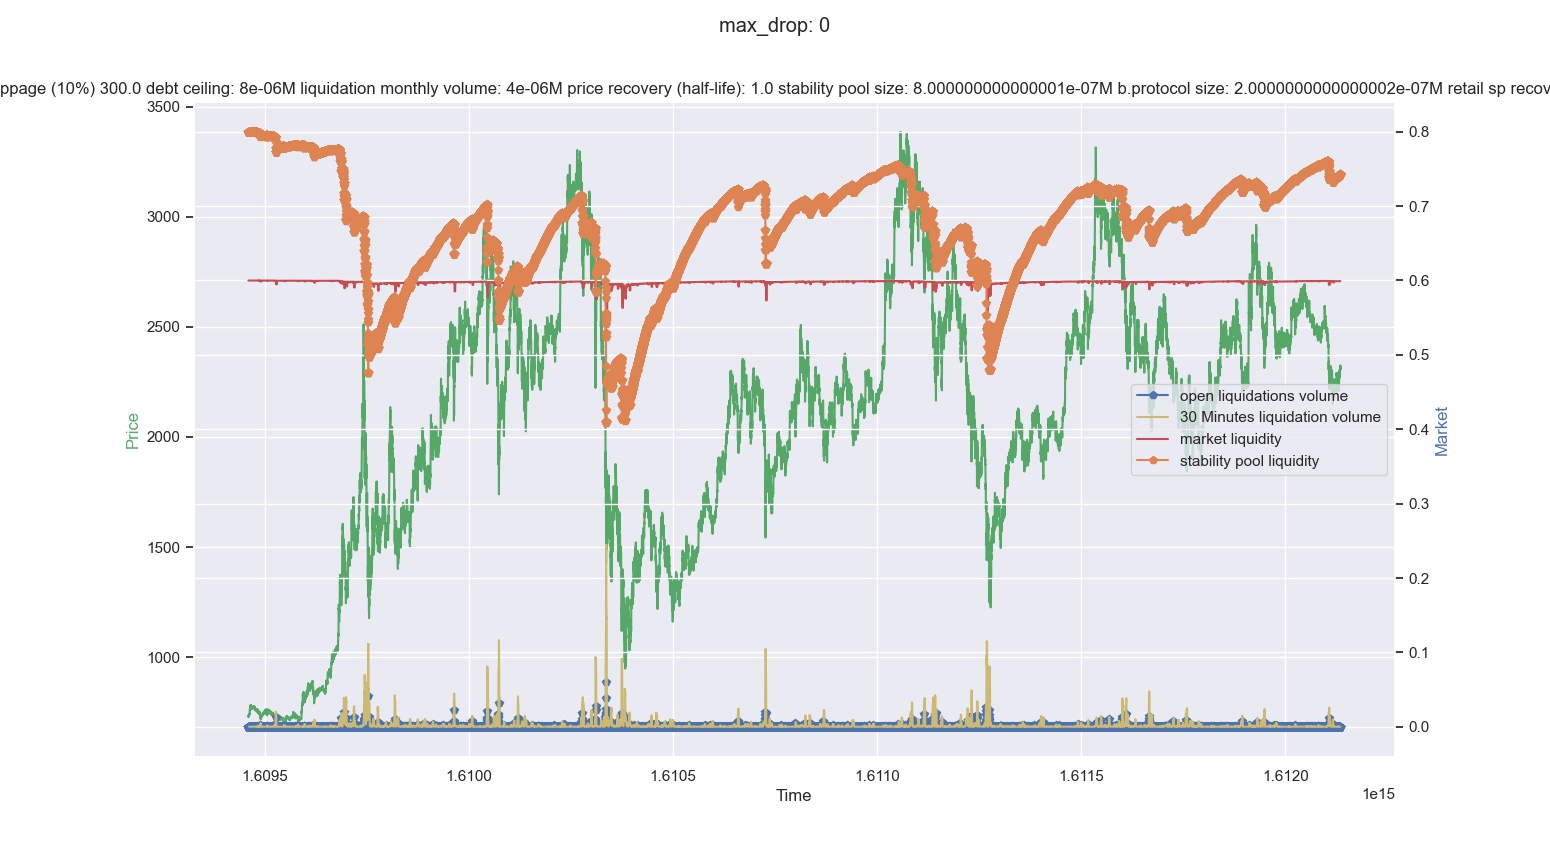 max_drop: 0
ppage (10%) 300.0 debt ceiling: 8e-06M liquidation monthly volume: 4e-06M price recovery (half-life): 1.0 stability pool size: 8.000000000000001e-07M b.protocol size: 2.0000000000000002e-07M retail sp recov
3500
3000
2500
2000
1500
1000
Price
0.8
0.7
0.6
0.5
0.4
0.3
0.2
0.1
0.0
Market
open liquidations volume
30 Minutes liquidation volume
market liquidity
stability pool liquidity
1.6095 1.6100 1.6105 1.6110 1.6115 1.6120
Time
1e15